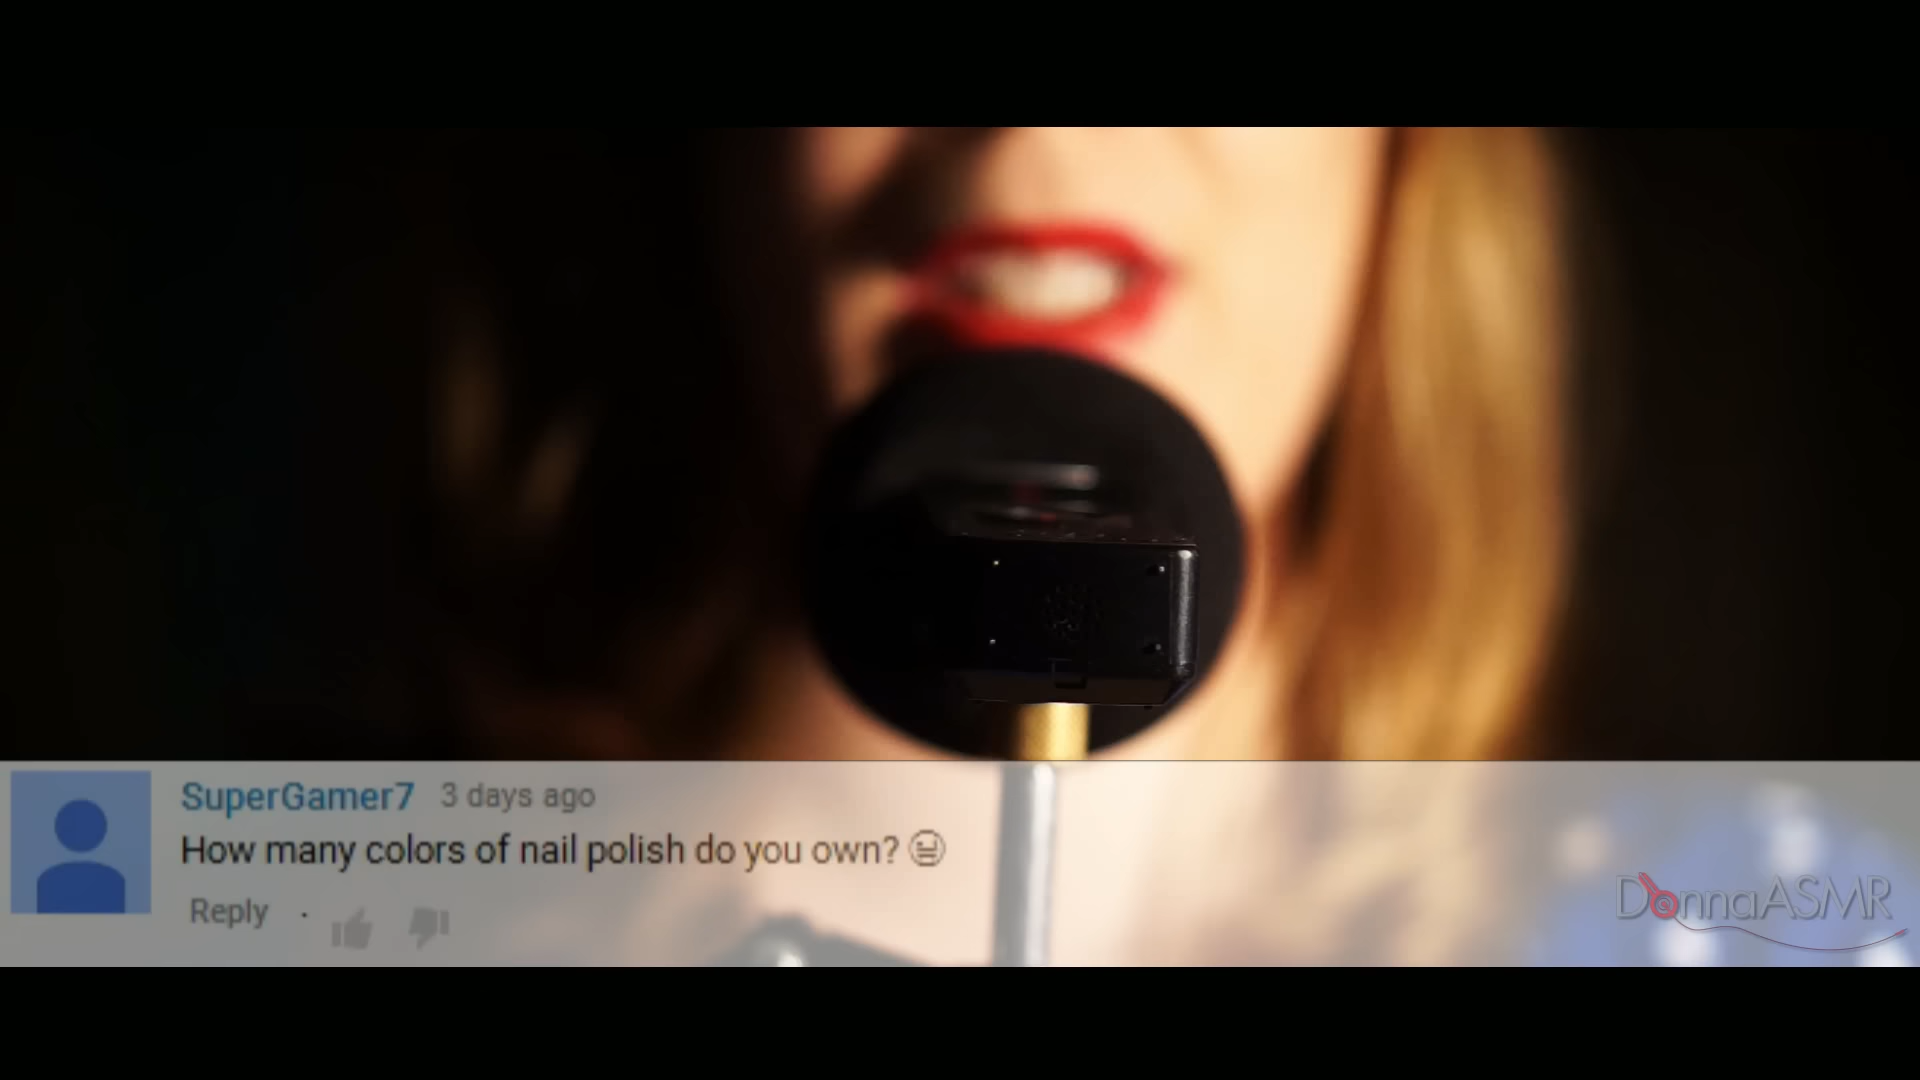 SuperGamer7 3 days ago
How many colors of nail polish do you own? 😃
Reply ·
DonnaASMR